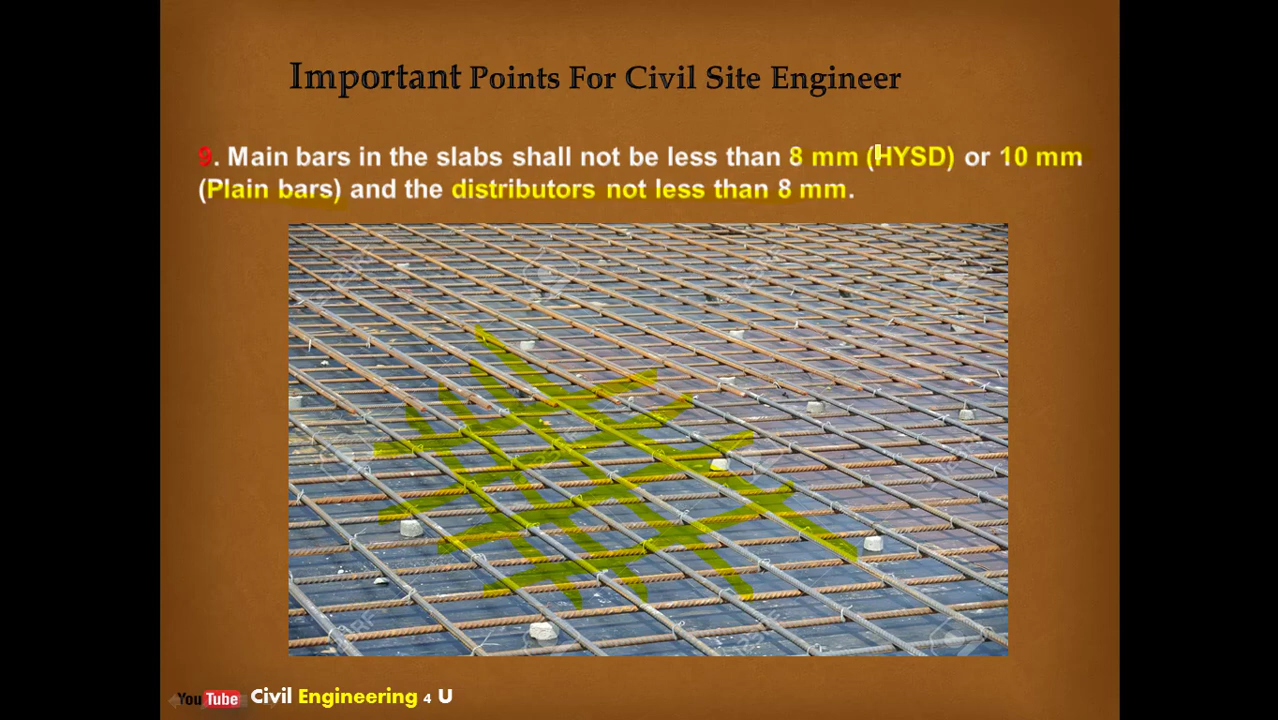 Important Points For Civil Site Engineer
9. Main bars in the slabs shall not be less than 8 mm (HYSD) or 10 mm
(Plain bars) and the distributors not less than 8 mm.
YouTube Civil Engineering 4 U